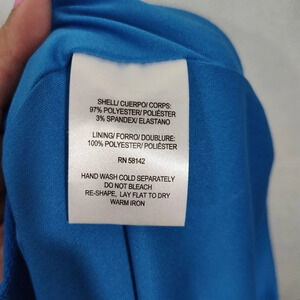 SHELL/ CUERPO/ CORPS:
97% POLYESTER/ POLIÉSTER
3% SPANDEX/ ELASTANO
LINING/ FORRO/ DOUBLURE:
100% POLYESTER/ POLIÉSTER
RN 58142
HAND WASH COLD SEPARATELY
DO NOT BLEACH
RE-SHAPE, LAY FLAT TO DRY
WARM IRON